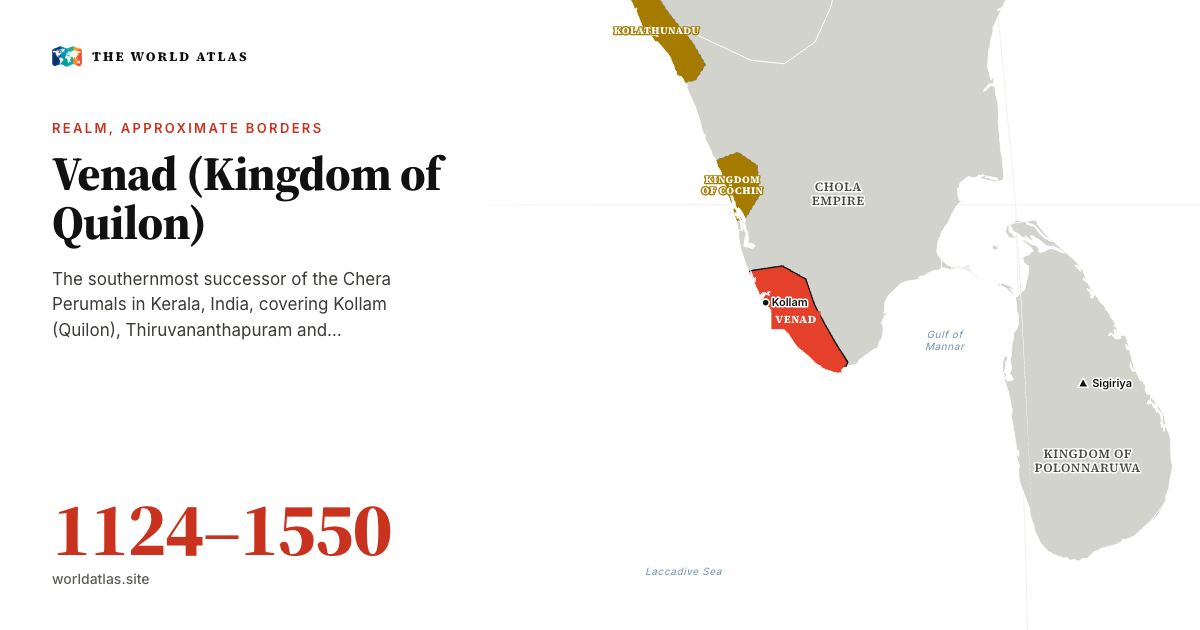 THE WORLD ATLAS
REALM, APPROXIMATE BORDERS
Venad (Kingdom of
Quilon)
The southernmost successor of the Chera
Perumals in Kerala, India, covering Kollam
(Quilon), Thiruvananthapuram and...
1124–1550
worldatlas.site
KOLATHUNADU
KINGDOM
OF COCHIN
CHOLA
EMPIRE
Kollam
VENAD
Gulf of
Mannar
Sigiriya
KINGDOM OF
POLONNARUWA
Laccadive Sea